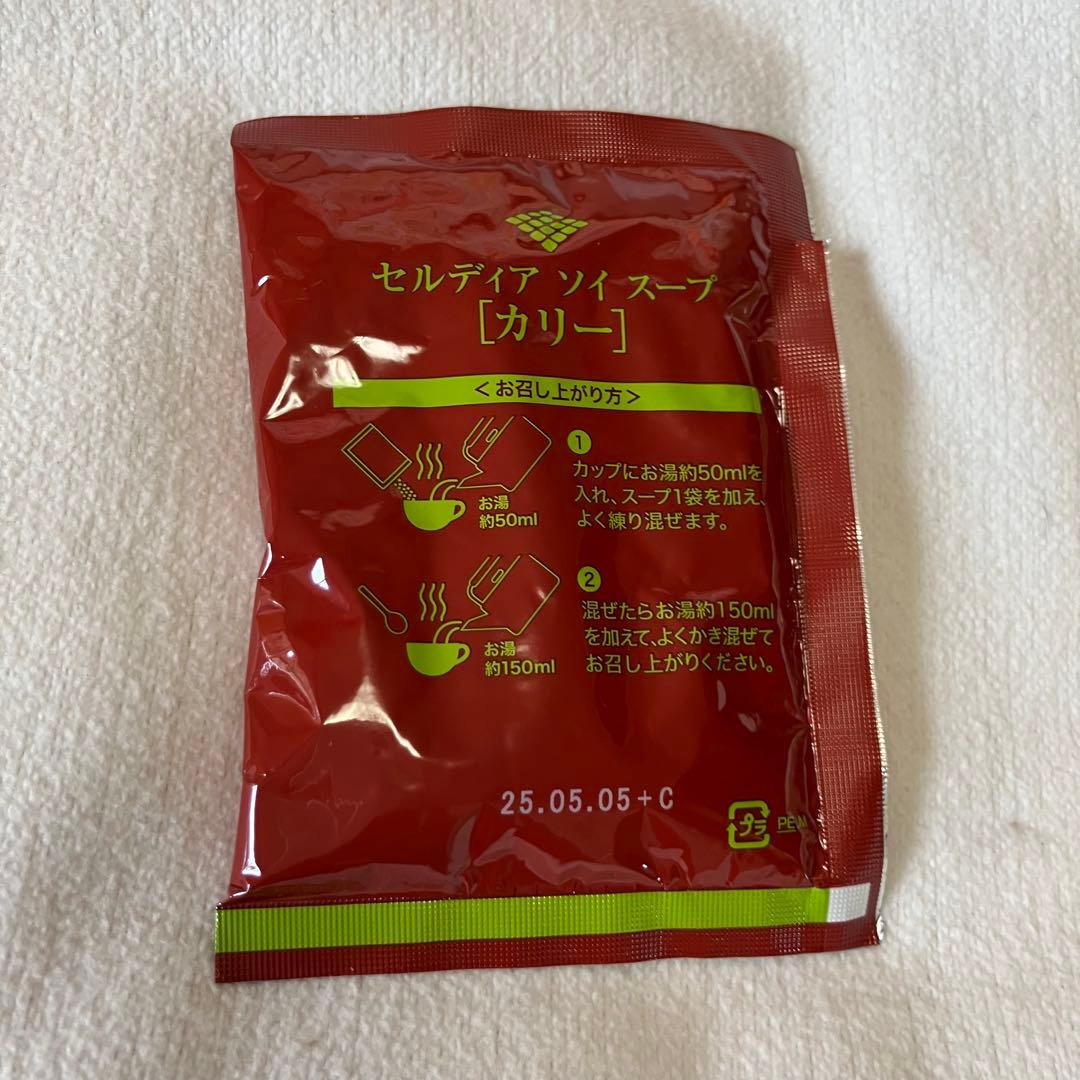 セルディア ソイ スープ
[カリー]
<お召し上がり方>
お湯
約50ml
1
カップにお湯約50mlを
入れ、スープ1袋を加え、
よく練り混ぜます。
お湯
約150ml
2
混ぜたらお湯約150ml
を加えて、よくかき混ぜて
お召し上がりください。
25.05.05+C
プラ